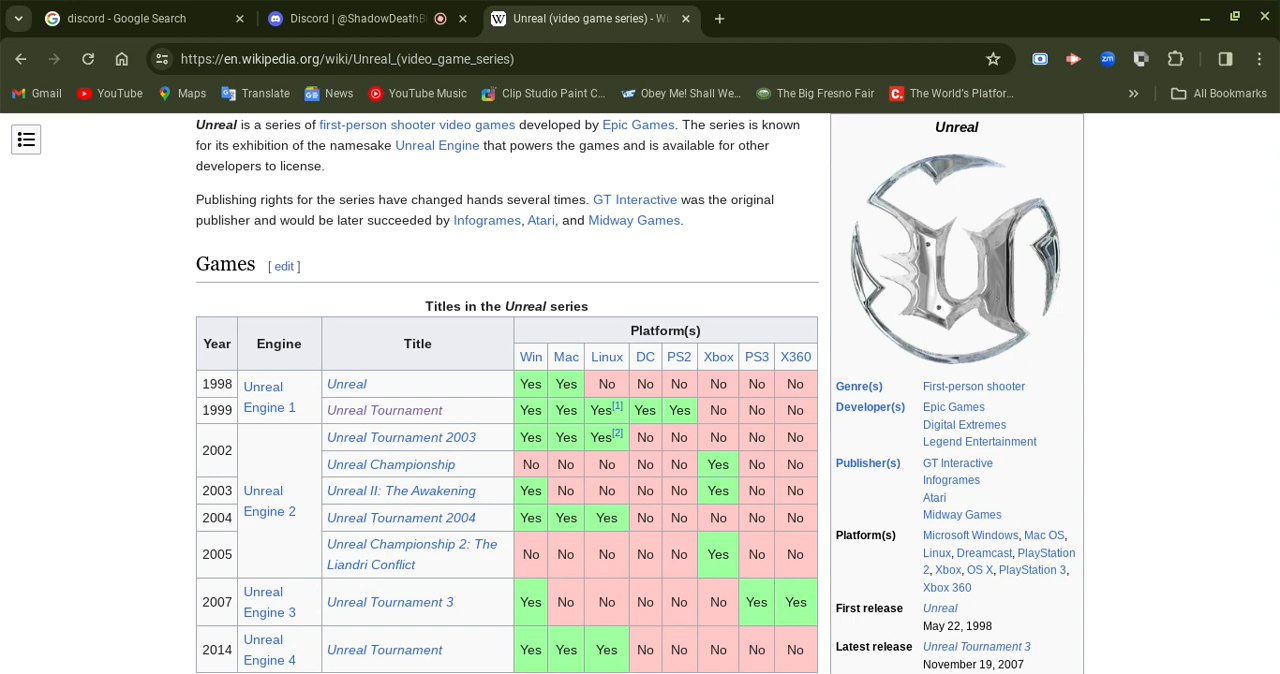 discord - Google Search
Discord | @ShadowDeathB
Unreal (video game series) - Wi
https://en.wikipedia.org/wiki/Unreal_(video_game_series)
Gmail
YouTube
Maps
Translate
News
YouTube Music
Clip Studio Paint C...
Obey Me! Shall We...
The Big Fresno Fair
The World's Platfor...
All Bookmarks
Unreal is a series of first-person shooter video games developed by Epic Games. The series is known
for its exhibition of the namesake Unreal Engine that powers the games and is available for other
developers to license.
Publishing rights for the series have changed hands several times. GT Interactive was the original
publisher and would be later succeeded by Infogrames, Atari, and Midway Games.
Games [ edit ]
Titles in the Unreal series
Year Engine Title Platform(s)
Win Mac Linux DC PS2 Xbox PS3 X360
1998 Unreal Engine 1 Unreal Yes Yes No No No No No No
1999 Unreal Tournament Yes Yes Yes[1] Yes Yes No No No
2002 Unreal Engine 2 Unreal Tournament 2003 Yes Yes Yes[2] No No No No No
Unreal Championship No No No No No Yes No No
2003 Unreal II: The Awakening Yes No No No No Yes No No
2004 Unreal Tournament 2004 Yes Yes Yes No No No No No
2005 Unreal Championship 2: The Liandri Conflict No No No No No Yes No No
2007 Unreal Engine 3 Unreal Tournament 3 Yes No No No No No Yes Yes
2014 Unreal Engine 4 Unreal Tournament Yes Yes Yes No No No No No
Unreal
Genre(s) First-person shooter
Developer(s) Epic Games
Digital Extremes
Legend Entertainment
Publisher(s) GT Interactive
Infogrames
Atari
Midway Games
Platform(s) Microsoft Windows, Mac OS,
Linux, Dreamcast, PlayStation
2, Xbox, OS X, PlayStation 3,
Xbox 360
First release Unreal
May 22, 1998
Latest release Unreal Tournament 3
November 19, 2007